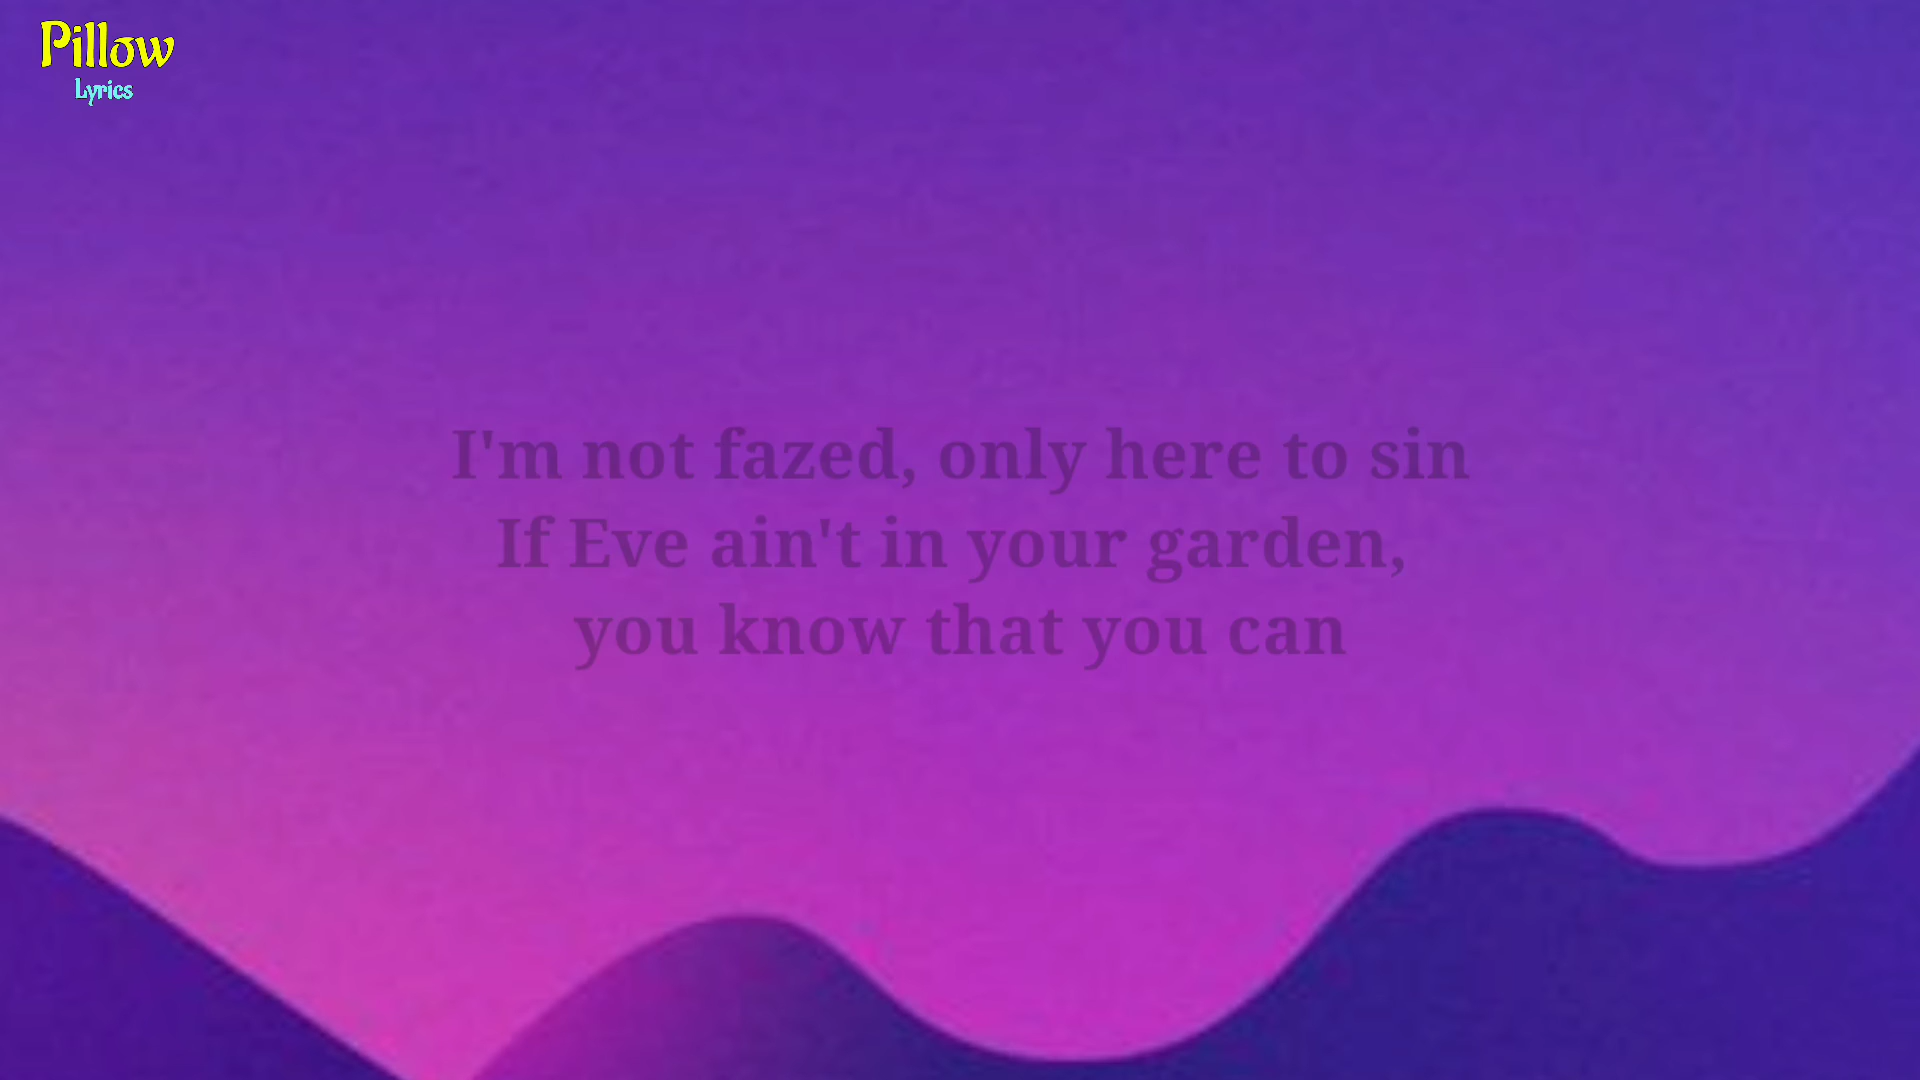 Pillow
Lyrics
I'm not fazed, only here to sin
If Eve ain't in your garden,
you know that you can